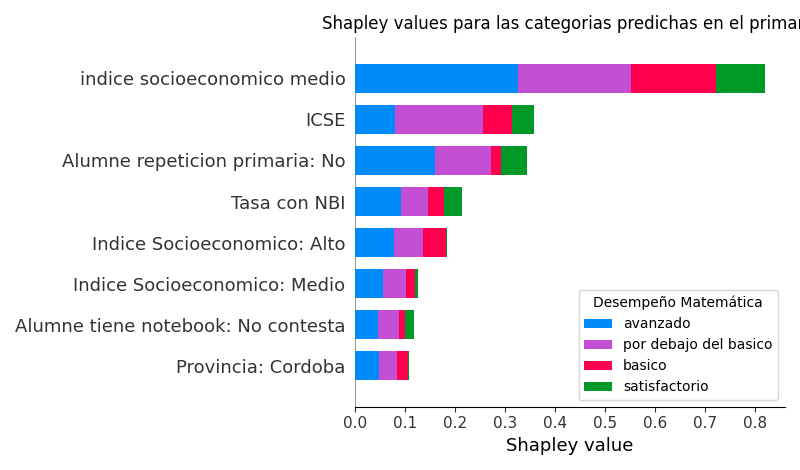 Shapley values para las categorias predichas en el primar
indice socioeconomico medio
ICSE
Alumne repeticion primaria: No
Tasa con NBI
Indice Socioeconomico: Alto
Indice Socioeconomico: Medio
Alumne tiene notebook: No contesta
Provincia: Cordoba
Desempeño Matemática
avanzado
por debajo del basico
basico
satisfactorio
0.0 0.1 0.2 0.3 0.4 0.5 0.6 0.7 0.8
Shapley value